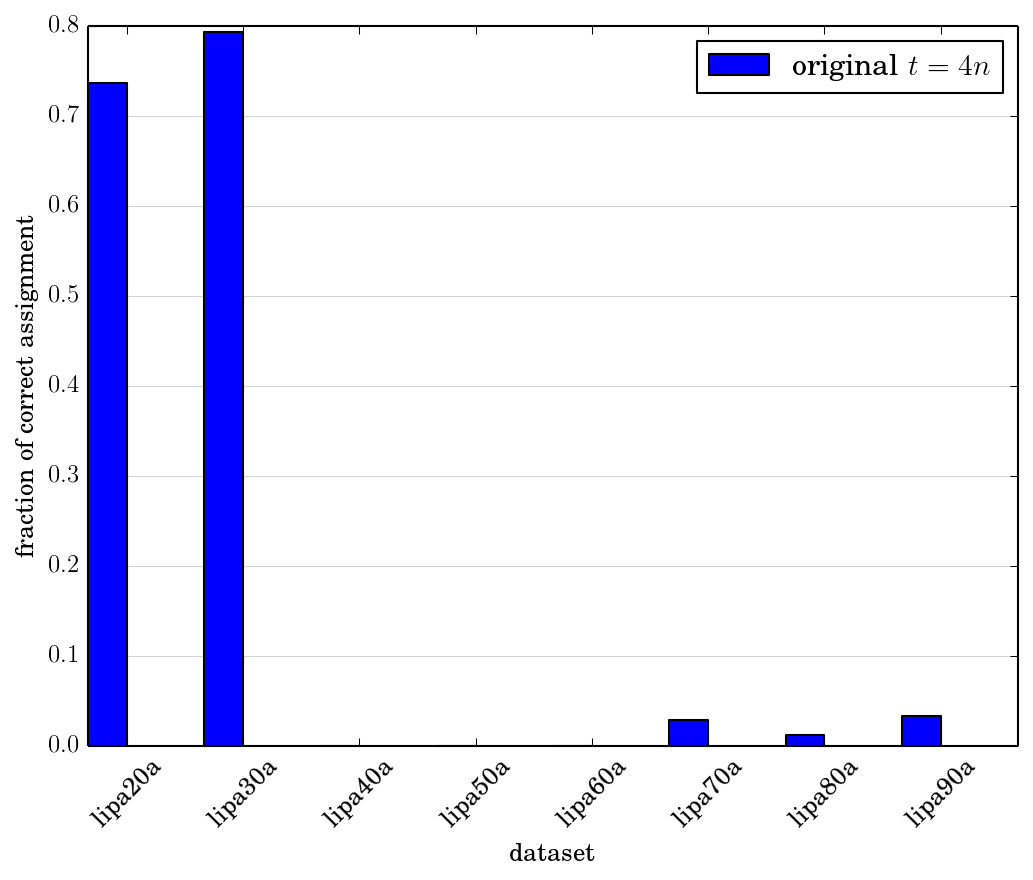 original t = 4n
0.8
0.7
0.6
0.5
0.4
0.3
0.2
0.1
0.0
fraction of correct assignment
lipa20a
lipa30a
lipa40a
lipa50a
lipa60a
lipa70a
lipa80a
lipa90a
dataset